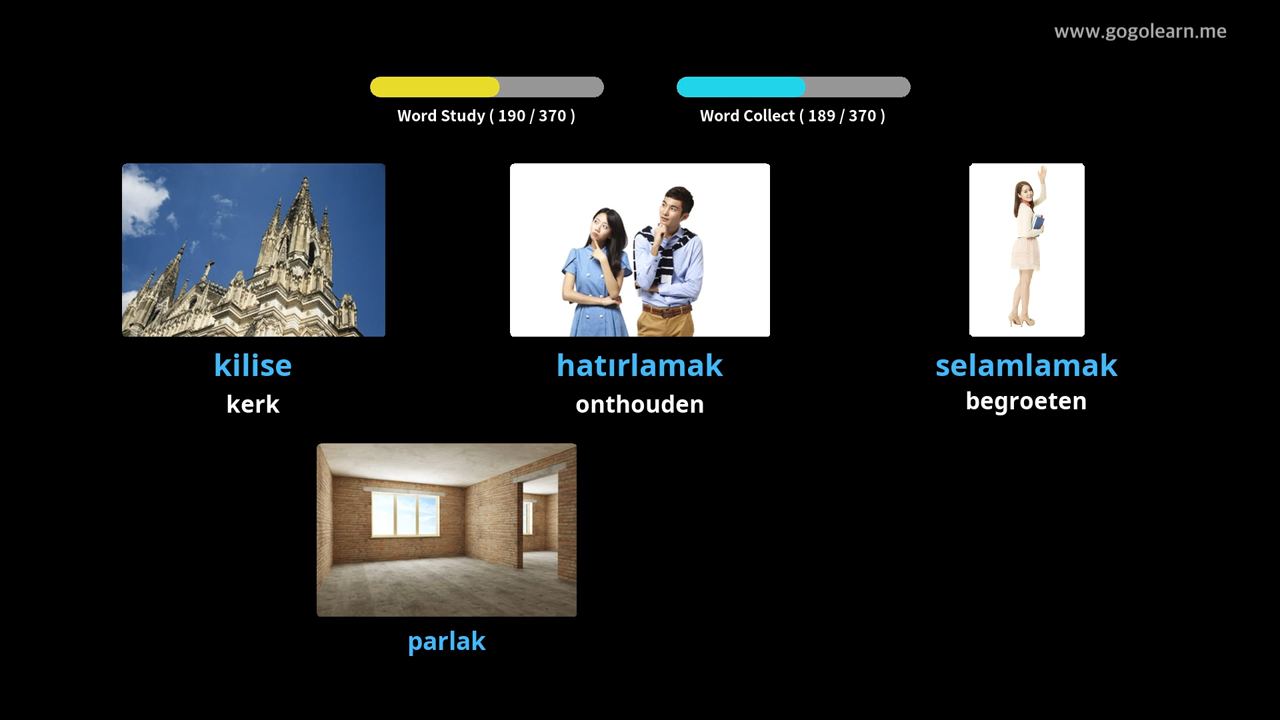 www.gogolearn.me
Word Study ( 190 / 370 )
Word Collect ( 189 / 370 )
kilise
hatırlamak
selamlamak
kerk
onthouden
begroeten
parlak